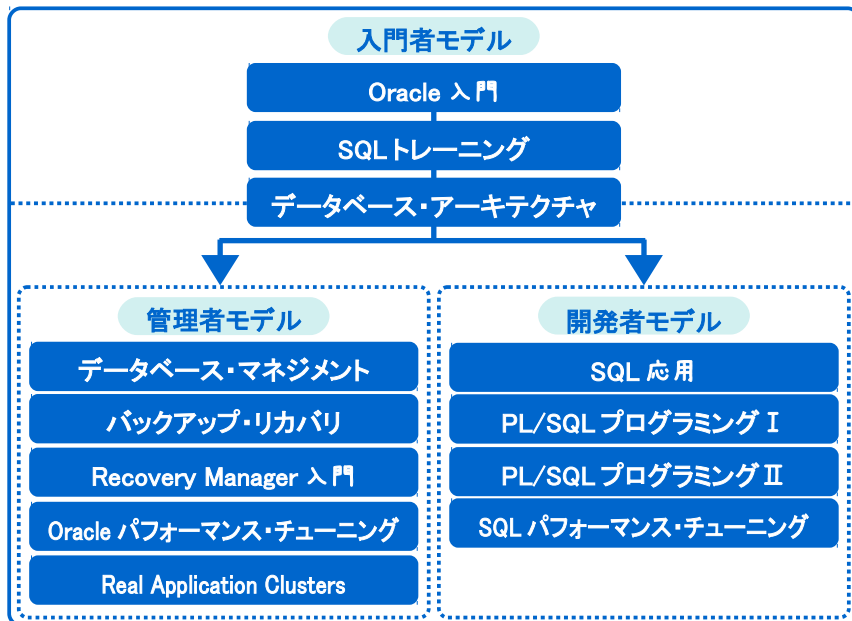 入門者モデル
Oracle 入門
SQLトレーニング
データベース・アーキテクチャ
管理者モデル
データベース・マネジメント
バックアップ・リカバリ
Recovery Manager 入門
Oracle パフォーマンス・チューニング
Real Application Clusters
開発者モデル
SQL 応用
PL/SQL プログラミング Ⅰ
PL/SQL プログラミング Ⅱ
SQL パフォーマンス・チューニング